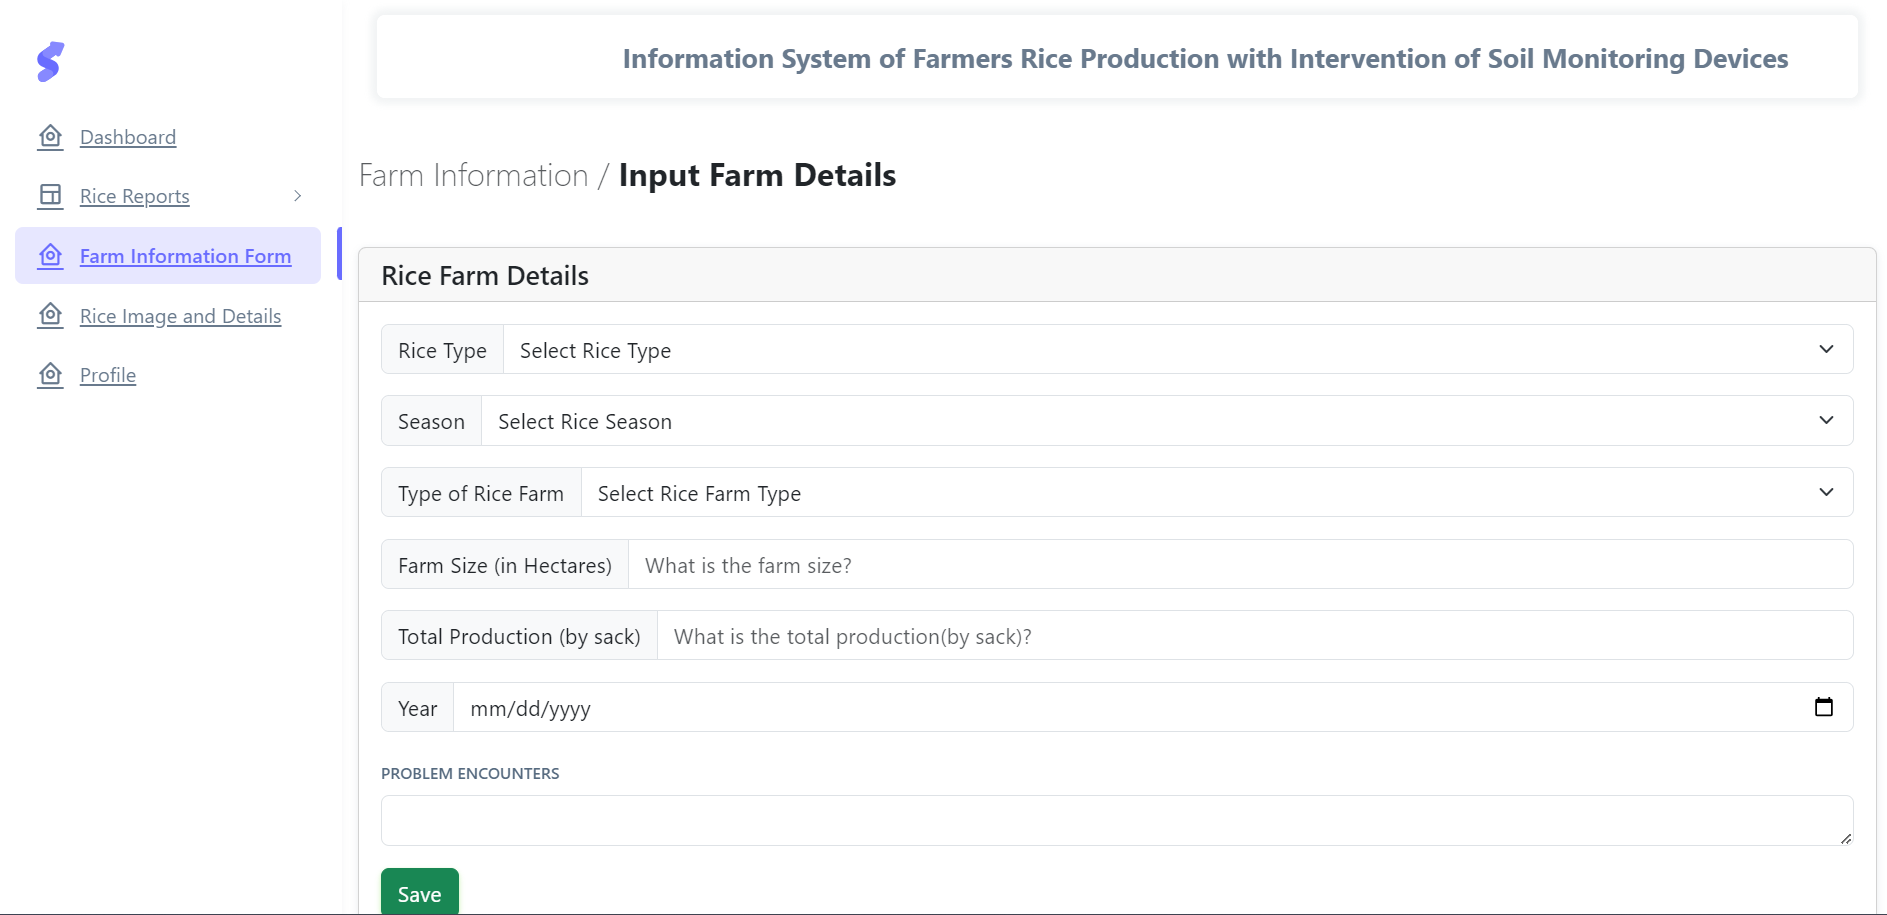 Information System of Farmers Rice Production with Intervention of Soil Monitoring Devices
Dashboard
Rice Reports
Farm Information Form
Rice Image and Details
Profile
Farm Information / Input Farm Details
Rice Farm Details
Rice Type Select Rice Type
Season Select Rice Season
Type of Rice Farm Select Rice Farm Type
Farm Size (in Hectares) What is the farm size?
Total Production (by sack) What is the total production(by sack)?
Year mm/dd/yyyy
PROBLEM ENCOUNTERS
Save